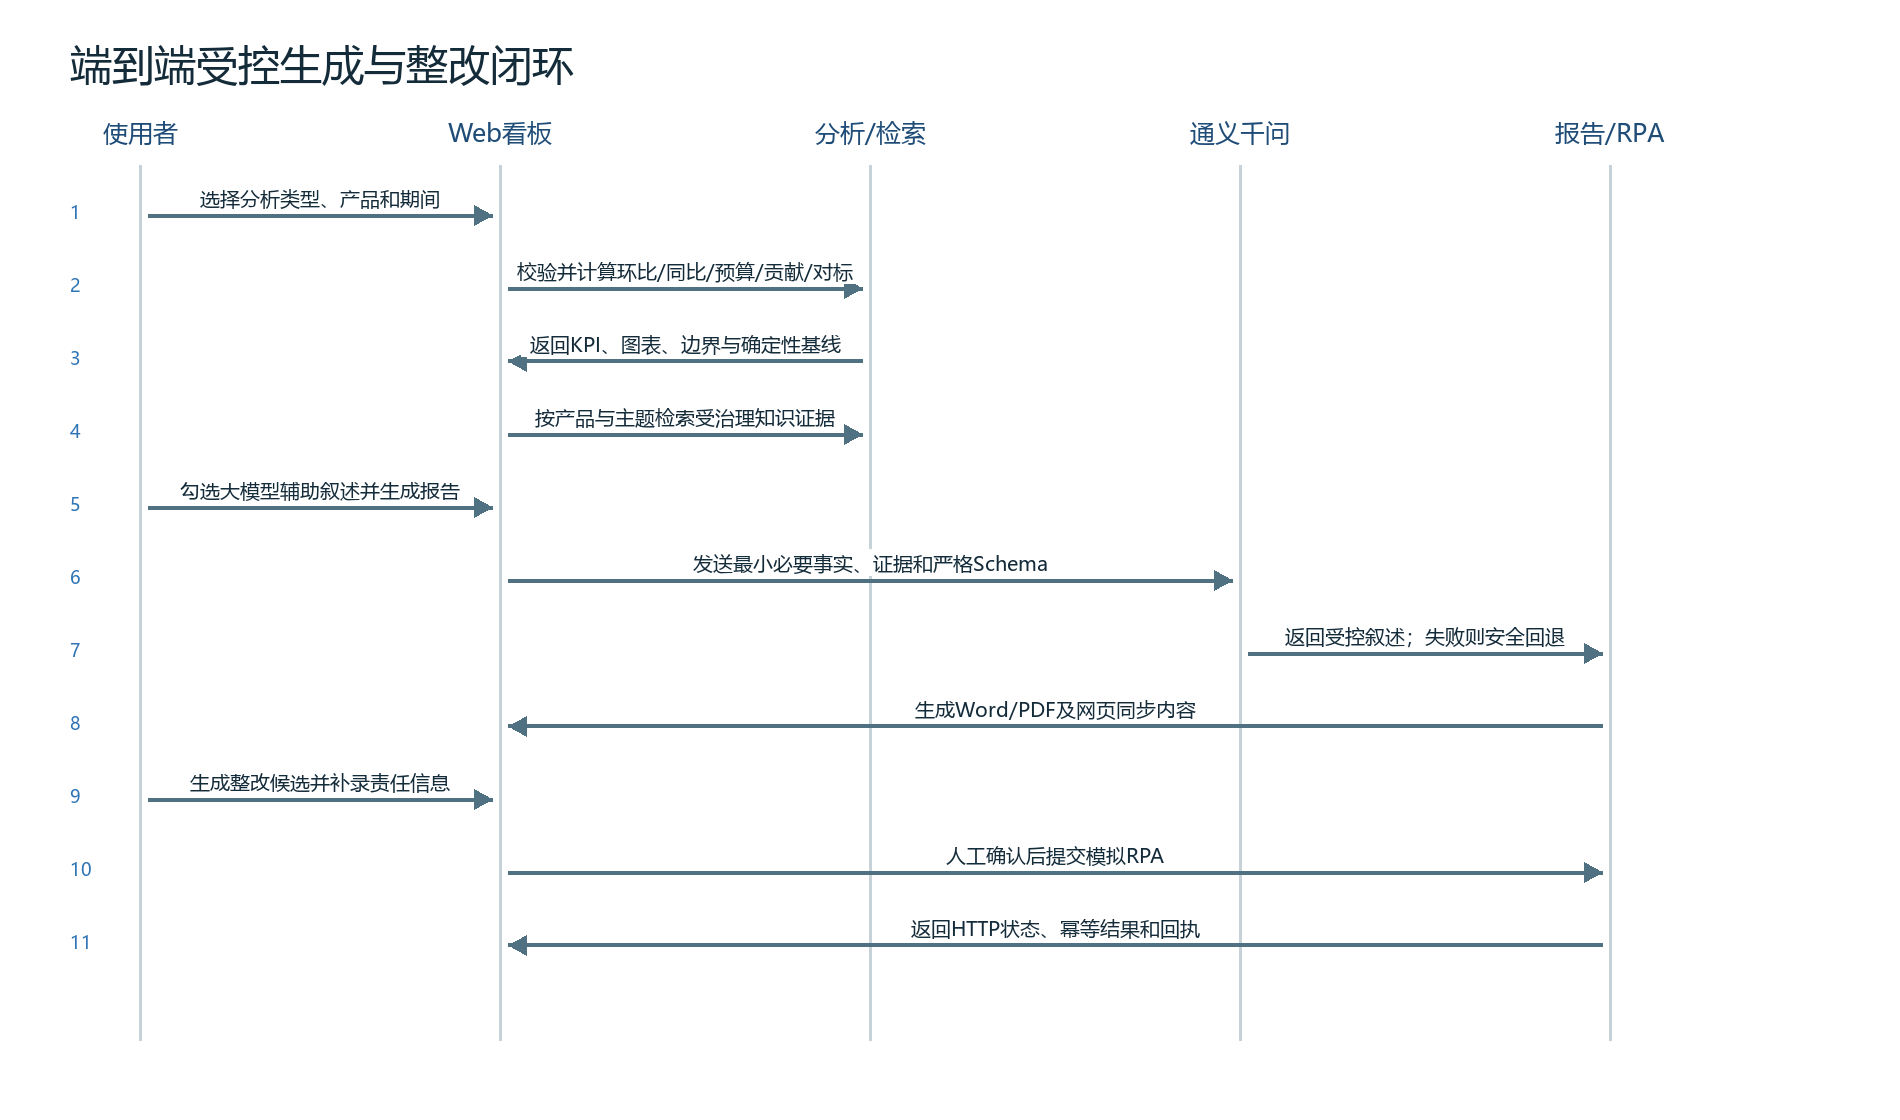 端到端受控生成与整改闭环
使用者
Web看板
分析/检索
通义千问
报告/RPA
1
选择分析类型、产品和期间
2
校验并计算环比/同比/预算/贡献/对标
3
返回KPI、图表、边界与确定性基线
4
按产品与主题检索受治理知识证据
5
勾选大模型辅助叙述并生成报告
6
发送最小必要事实、证据和严格Schema
7
返回受控叙述；失败则安全回退
8
生成Word/PDF及网页同步内容
9
生成整改候选并补录责任信息
10
人工确认后提交模拟RPA
11
返回HTTP状态、幂等结果和回执